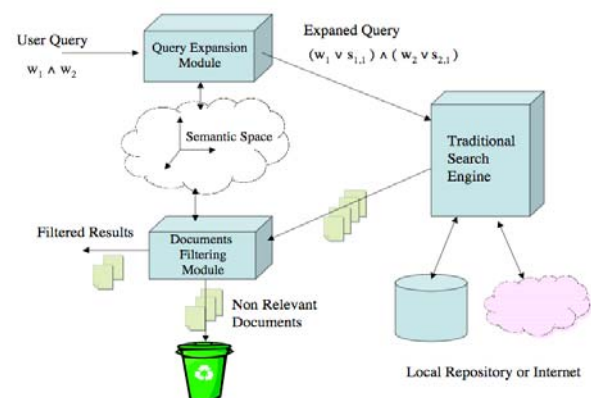 User Query
w₁ ∧ w₂
Query Expansion
Module
Expaned Query
(w₁ ∨ s₁,₁) ∧ (w₂ ∨ s₂,₁)
Semantic Space
Traditional
Search
Engine
Filtered Results
Documents
Filtering
Module
Non Relevant
Documents
Local Repository or Internet